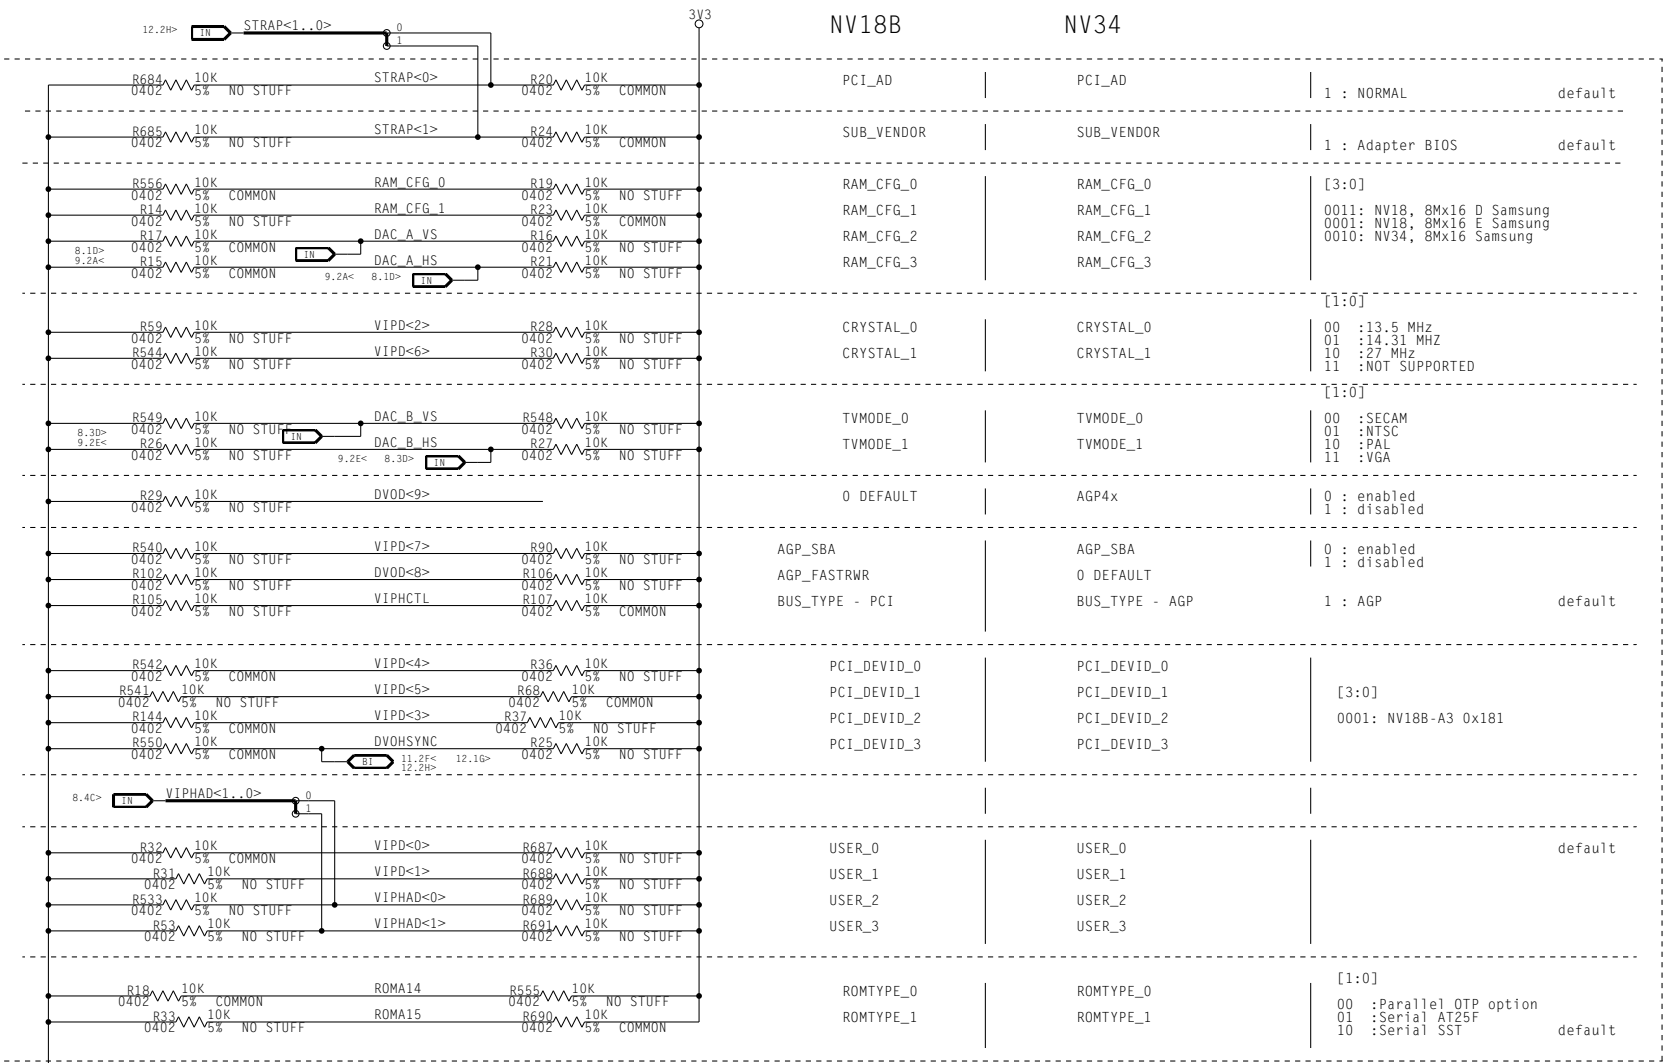 3V3 NV18B NV34
12.2H> IN STRAP<1..0> 0
1
R684 10K STRAP<0> R20 10K PCI_AD PCI_AD
0402 5% NO STUFF 0402 5% COMMON 1 : NORMAL default
R685 10K STRAP<1> R24 10K SUB_VENDOR SUB_VENDOR
0402 5% NO STUFF 0402 5% COMMON 1 : Adapter BIOS default
R556 10K RAM_CFG_0 R19 10K RAM_CFG_0 RAM_CFG_0 [3:0]
0402 5% COMMON 0402 5% NO STUFF
R14 10K RAM_CFG_1 R23 10K RAM_CFG_1 RAM_CFG_1 0011: NV18, 8Mx16 D Samsung
0402 5% NO STUFF 0402 5% COMMON 0001: NV18, 8Mx16 E Samsung
R17 10K DAC_A_VS R16 10K RAM_CFG_2 RAM_CFG_2 0010: NV34, 8Mx16 Samsung
8.1D> 0402 5% COMMON IN 0402 5% NO STUFF
9.2A< R15 10K DAC_A_HS R21 10K RAM_CFG_3 RAM_CFG_3
0402 5% COMMON 9.2A< 8.1D> IN 0402 5% NO STUFF
[1:0]
R59 10K VIPD<2> R28 10K CRYSTAL_0 CRYSTAL_0 00 :13.5 MHz
0402 5% NO STUFF 0402 5% NO STUFF 01 :14.31 MHZ
R544 10K VIPD<6> R30 10K CRYSTAL_1 CRYSTAL_1 10 :27 MHz
0402 5% NO STUFF 0402 5% NO STUFF 11 :NOT SUPPORTED
[1:0]
R549 10K DAC_B_VS R548 10K TVMODE_0 TVMODE_0 00 :SECAM
8.3D> 0402 5% NO STUFF IN 0402 5% NO STUFF 01 :NTSC
9.2E< R26 10K DAC_B_HS R27 10K TVMODE_1 TVMODE_1 10 :PAL
0402 5% NO STUFF 9.2E< 8.3D> IN 0402 5% NO STUFF 11 :VGA
R29 10K DVOD<9> 0 DEFAULT AGP4x 0 : enabled
0402 5% NO STUFF 1 : disabled
R540 10K VIPD<7> R90 10K AGP_SBA AGP_SBA 0 : enabled
0402 5% NO STUFF 0402 5% NO STUFF 1 : disabled
R102 10K DVOD<8> R106 10K AGP_FASTRWR 0 DEFAULT
0402 5% NO STUFF 0402 5% NO STUFF
R105 10K VIPHCTL R107 10K BUS_TYPE - PCI BUS_TYPE - AGP 1 : AGP default
0402 5% NO STUFF 0402 5% COMMON
R542 10K VIPD<4> R36 10K PCI_DEVID_0 PCI_DEVID_0
0402 5% COMMON 0402 5% NO STUFF
R541 10K VIPD<5> R68 10K PCI_DEVID_1 PCI_DEVID_1 [3:0]
0402 5% NO STUFF 0402 5% COMMON
R144 10K VIPD<3> R37 10K PCI_DEVID_2 PCI_DEVID_2 0001: NV18B-A3 0x181
0402 5% COMMON 0402 5% NO STUFF
R550 10K DVOHSYNC R25 10K PCI_DEVID_3 PCI_DEVID_3
0402 5% COMMON BI 11.2F< 12.1G> 0402 5% NO STUFF
12.2H>
8.4C> IN VIPHAD<1..0> 0
1
R32 10K VIPD<0> R687 10K USER_0 USER_0 default
0402 5% COMMON 0402 5% NO STUFF
R31 10K VIPD<1> R688 10K USER_1 USER_1
0402 5% NO STUFF 0402 5% NO STUFF
R533 10K VIPHAD<0> R689 10K USER_2 USER_2
0402 5% NO STUFF 0402 5% NO STUFF
R53 10K VIPHAD<1> R691 10K USER_3 USER_3
0402 5% NO STUFF 0402 5% NO STUFF
[1:0]
R18 10K ROMA14 R555 10K ROMTYPE_0 ROMTYPE_0
0402 5% COMMON 0402 5% NO STUFF 00 :Parallel OTP option
R33 10K ROMA15 R690 10K ROMTYPE_1 ROMTYPE_1 01 :Serial AT25F
0402 5% NO STUFF 0402 5% COMMON 10 :Serial SST default